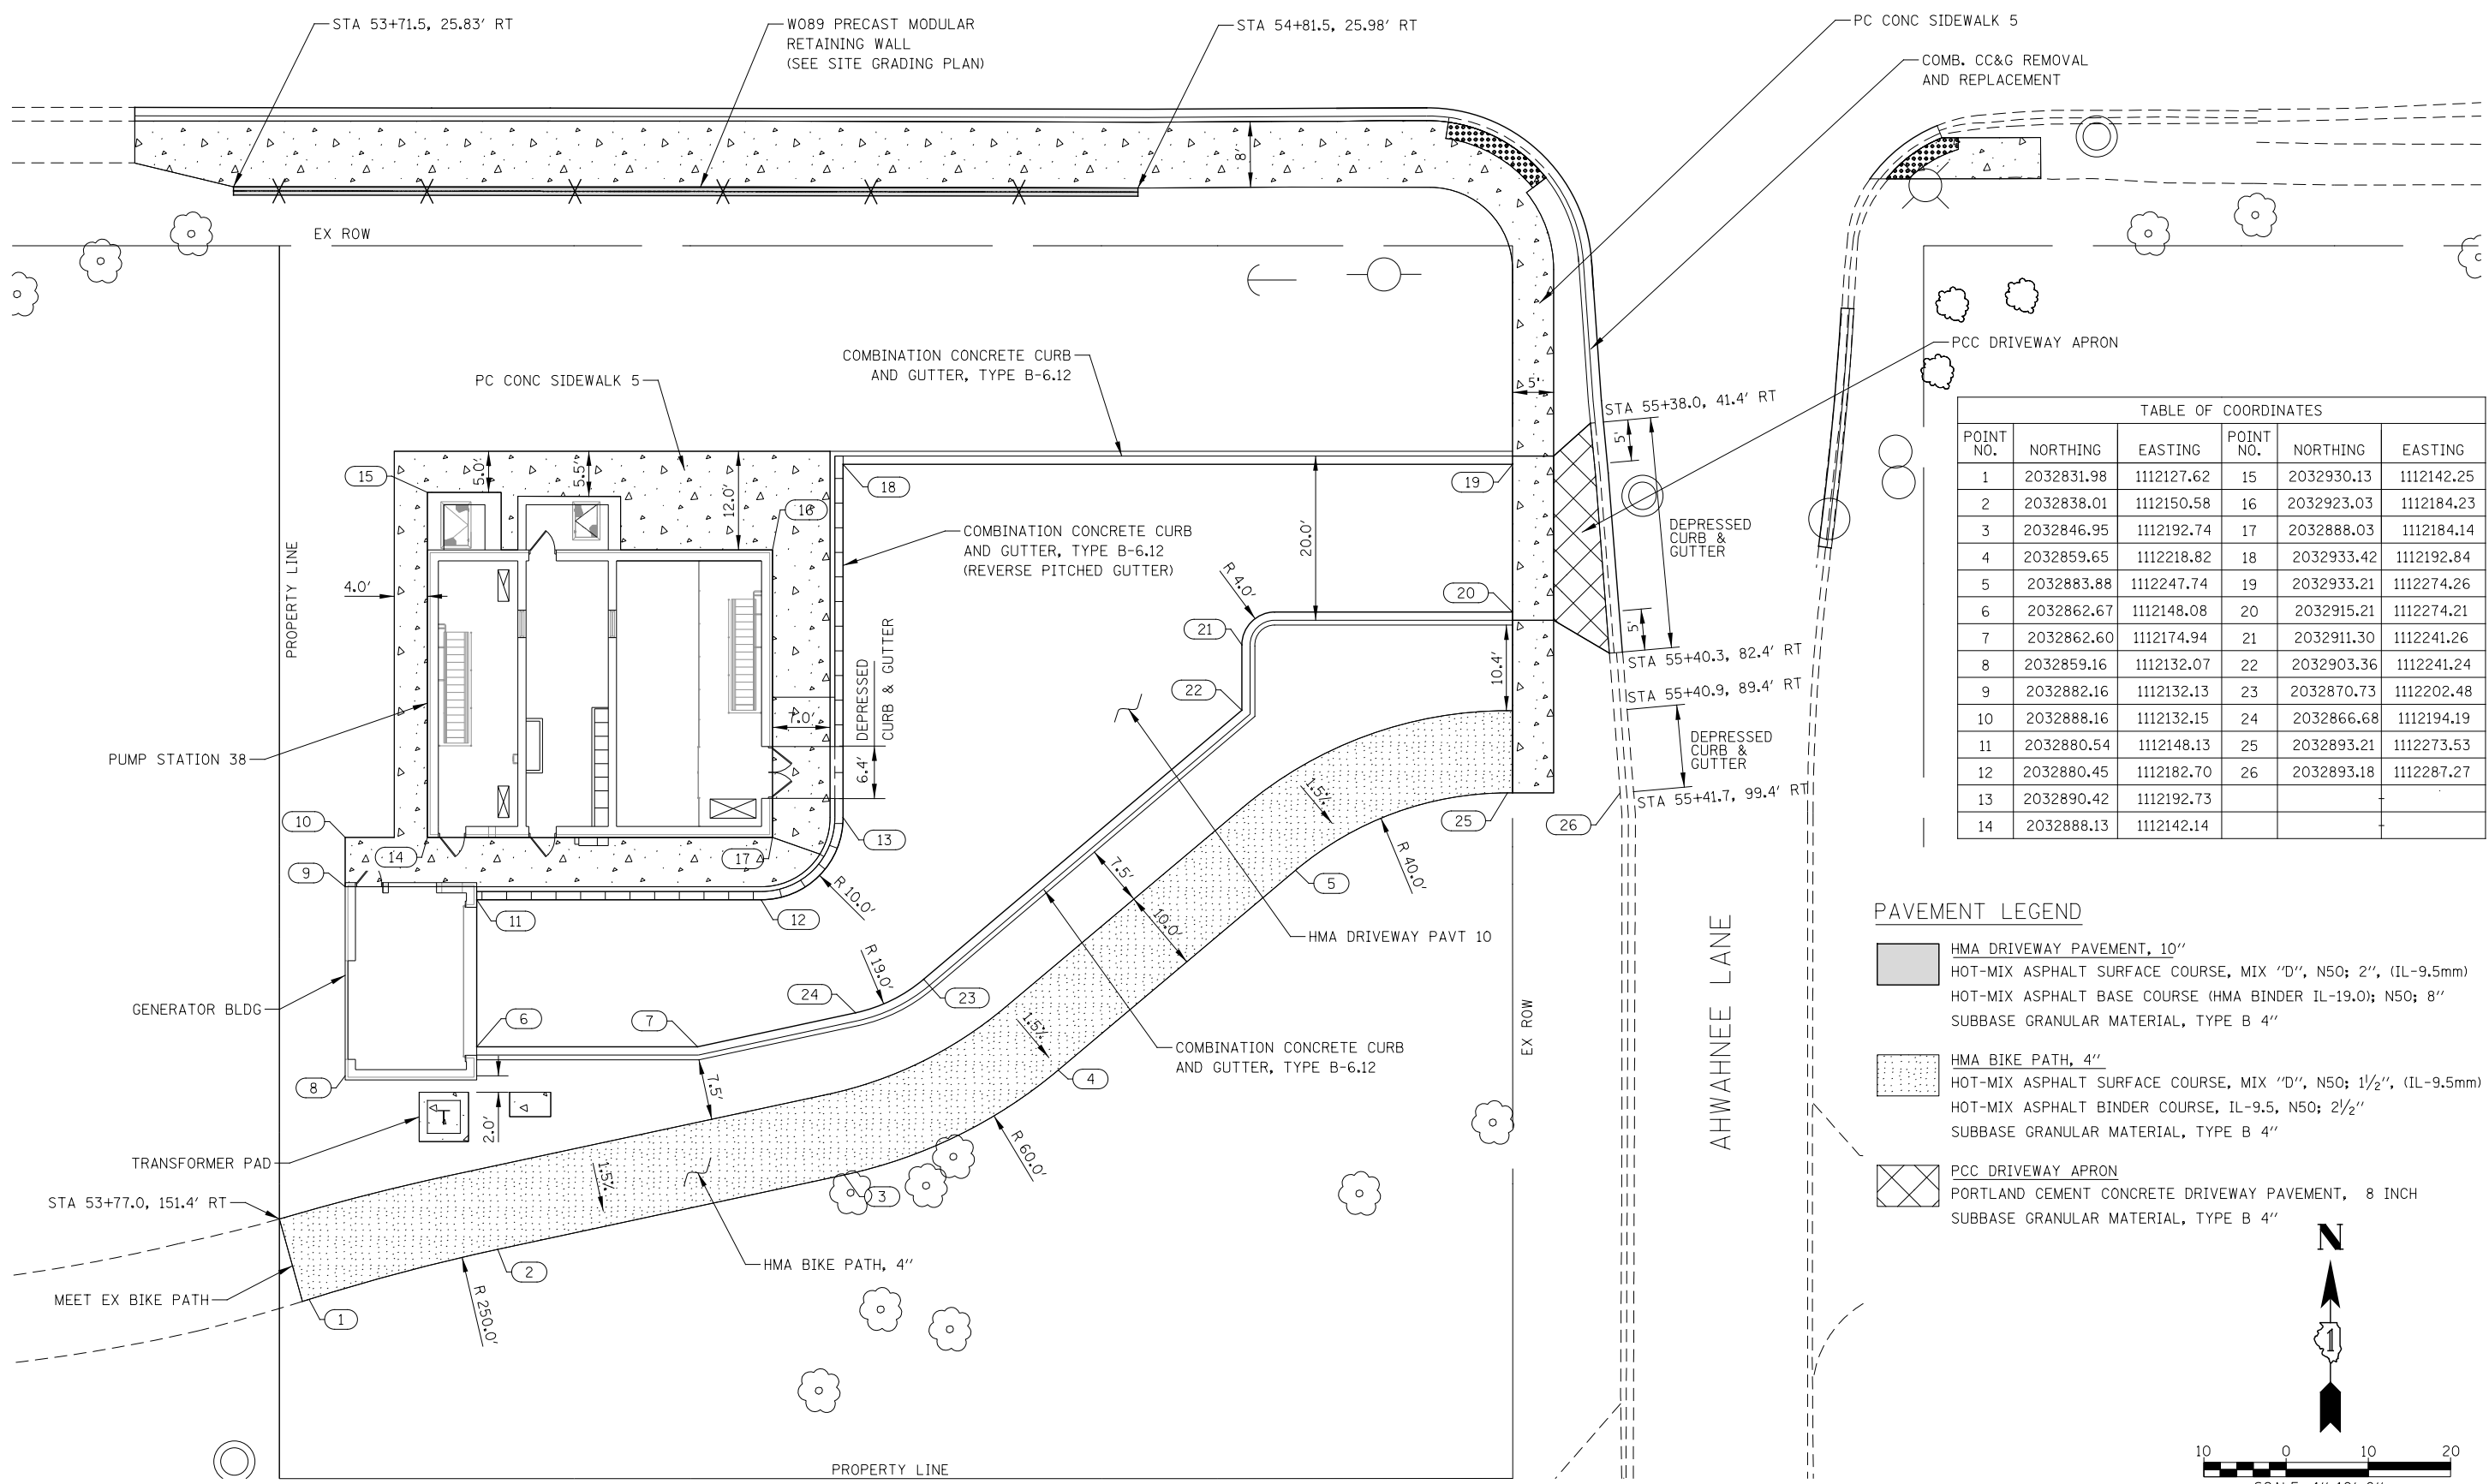 STA 53+71.5, 25.83' RT
WO89 PRECAST MODULAR
RETAINING WALL
(SEE SITE GRADING PLAN)
STA 54+81.5, 25.98' RT
PC CONC SIDEWALK 5
COMB. CC&G REMOVAL
AND REPLACEMENT
8'
EX ROW
PCC DRIVEWAY APRON
COMBINATION CONCRETE CURB
AND GUTTER, TYPE B-6.12
PC CONC SIDEWALK 5
5'
STA 55+38.0, 41.4' RT
5'
15
5.0'
5.5'
12.0'
18
19
16
COMBINATION CONCRETE CURB
AND GUTTER, TYPE B-6.12
(REVERSE PITCHED GUTTER)
20.0'
DEPRESSED
CURB &
GUTTER
PROPERTY LINE
4.0'
R 4.0'
20
21
5'
STA 55+40.3, 82.4' RT
10.4'
22
STA 55+40.9, 89.4' RT
7.0'
DEPRESSED
CURB & GUTTER
6.4'
DEPRESSED
CURB &
GUTTER
PUMP STATION 38
STA 55+41.7, 99.4' RT
1.5%
10
14
17
13
25
26
9
R 10.0'
7.5'
5
R 40.0'
11
12
10.0'
HMA DRIVEWAY PAVT 10
R 19.0'
23
24
GENERATOR BLDG
6
7
1.5%
COMBINATION CONCRETE CURB
AND GUTTER, TYPE B-6.12
EX ROW
AHWAHNEE LANE
8
4
7.5'
T
2.0'
R 60.0'
TRANSFORMER PAD
1.5%
3
STA 53+77.0, 151.4' RT
HMA BIKE PATH, 4"
2
MEET EX BIKE PATH
1
R 250.0'
PROPERTY LINE
TABLE OF COORDINATES
POINT NO. NORTHING EASTING POINT NO. NORTHING EASTING
1 2032831.98 1112127.62 15 2032930.13 1112142.25
2 2032838.01 1112150.58 16 2032923.03 1112184.23
3 2032846.95 1112192.74 17 2032888.03 1112184.14
4 2032859.65 1112218.82 18 2032933.42 1112192.84
5 2032883.88 1112247.74 19 2032933.21 1112274.26
6 2032862.67 1112148.08 20 2032915.21 1112274.21
7 2032862.60 1112174.94 21 2032911.30 1112241.26
8 2032859.16 1112132.07 22 2032903.36 1112241.24
9 2032882.16 1112132.13 23 2032870.73 1112202.48
10 2032888.16 1112132.15 24 2032866.68 1112194.19
11 2032880.54 1112148.13 25 2032893.21 1112273.53
12 2032880.45 1112182.70 26 2032893.18 1112287.27
13 2032890.42 1112192.73
14 2032888.13 1112142.14
PAVEMENT LEGEND
HMA DRIVEWAY PAVEMENT, 10"
HOT-MIX ASPHALT SURFACE COURSE, MIX "D", N50; 2", (IL-9.5mm)
HOT-MIX ASPHALT BASE COURSE (HMA BINDER IL-19.0); N50; 8"
SUBBASE GRANULAR MATERIAL, TYPE B 4"
HMA BIKE PATH, 4"
HOT-MIX ASPHALT SURFACE COURSE, MIX "D", N50; 1½", (IL-9.5mm)
HOT-MIX ASPHALT BINDER COURSE, IL-9.5, N50; 2½"
SUBBASE GRANULAR MATERIAL, TYPE B 4"
PCC DRIVEWAY APRON
PORTLAND CEMENT CONCRETE DRIVEWAY PAVEMENT, 8 INCH
SUBBASE GRANULAR MATERIAL, TYPE B 4"
N
1
10 0 10 20